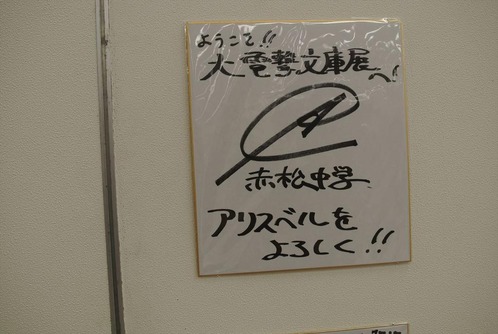 ようこそ!!
大電撃文庫展
へ!
赤松中学
アリスベルを
よろしく!!